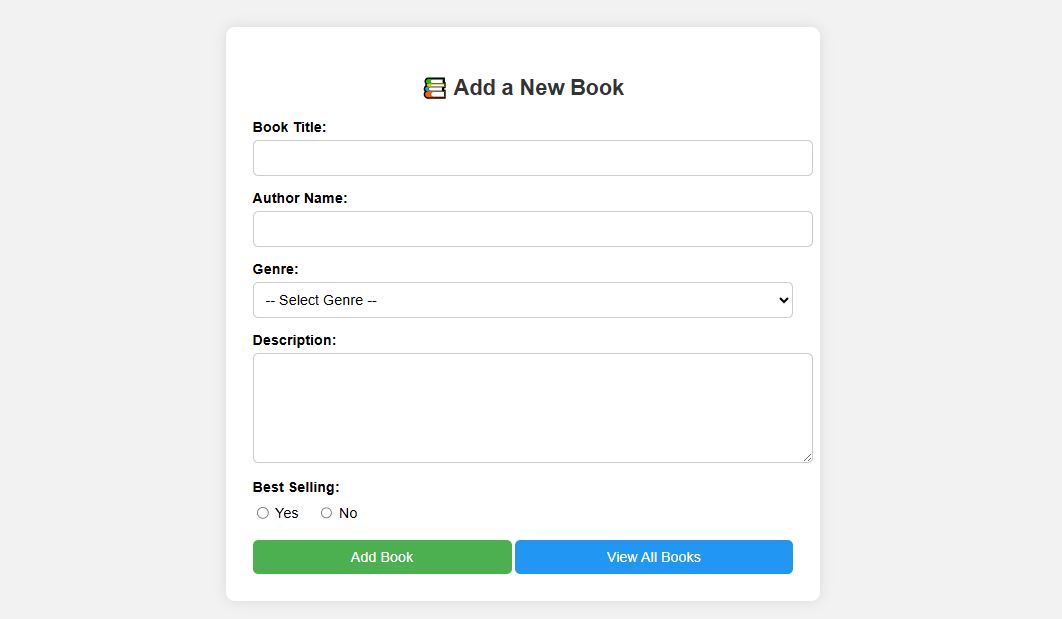 📚 Add a New Book
Book Title:
Author Name:
Genre:
-- Select Genre --
Description:
Best Selling:
Yes No
Add Book View All Books